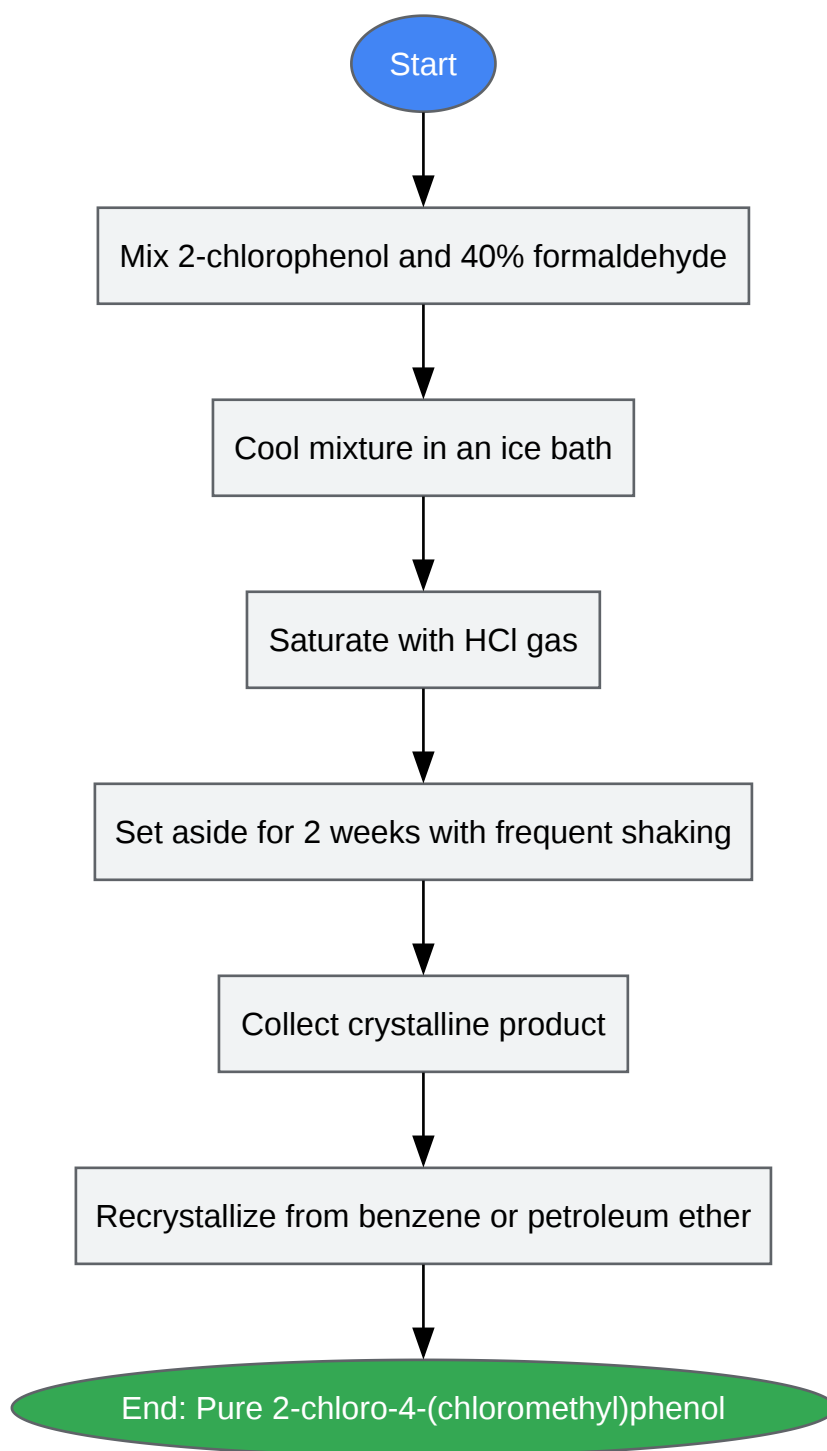 Start
Mix 2-chlorophenol and 40% formaldehyde
Cool mixture in an ice bath
Saturate with HCl gas
Set aside for 2 weeks with frequent shaking
Collect crystalline product
Recrystallize from benzene or petroleum ether
End: Pure 2-chloro-4-(chloromethyl)phenol